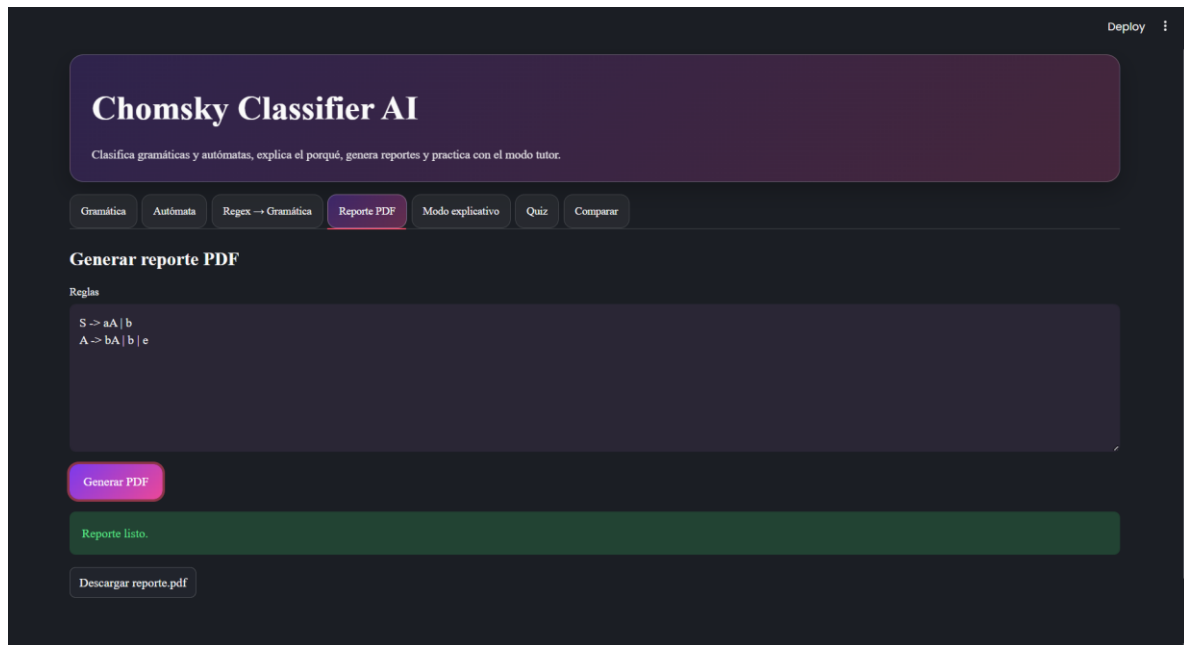 Deploy
Chomsky Classifier AI
Clasifica gramáticas y autómatas, explica el porqué, genera reportes y practica con el modo tutor.
Gramática Autómata Regex → Gramática Reporte PDF Modo explicativo Quiz Comparar
Generar reporte PDF
Reglas
S -> aA | b
A -> bA | b | e
Generar PDF
Reporte listo.
Descargar reporte.pdf